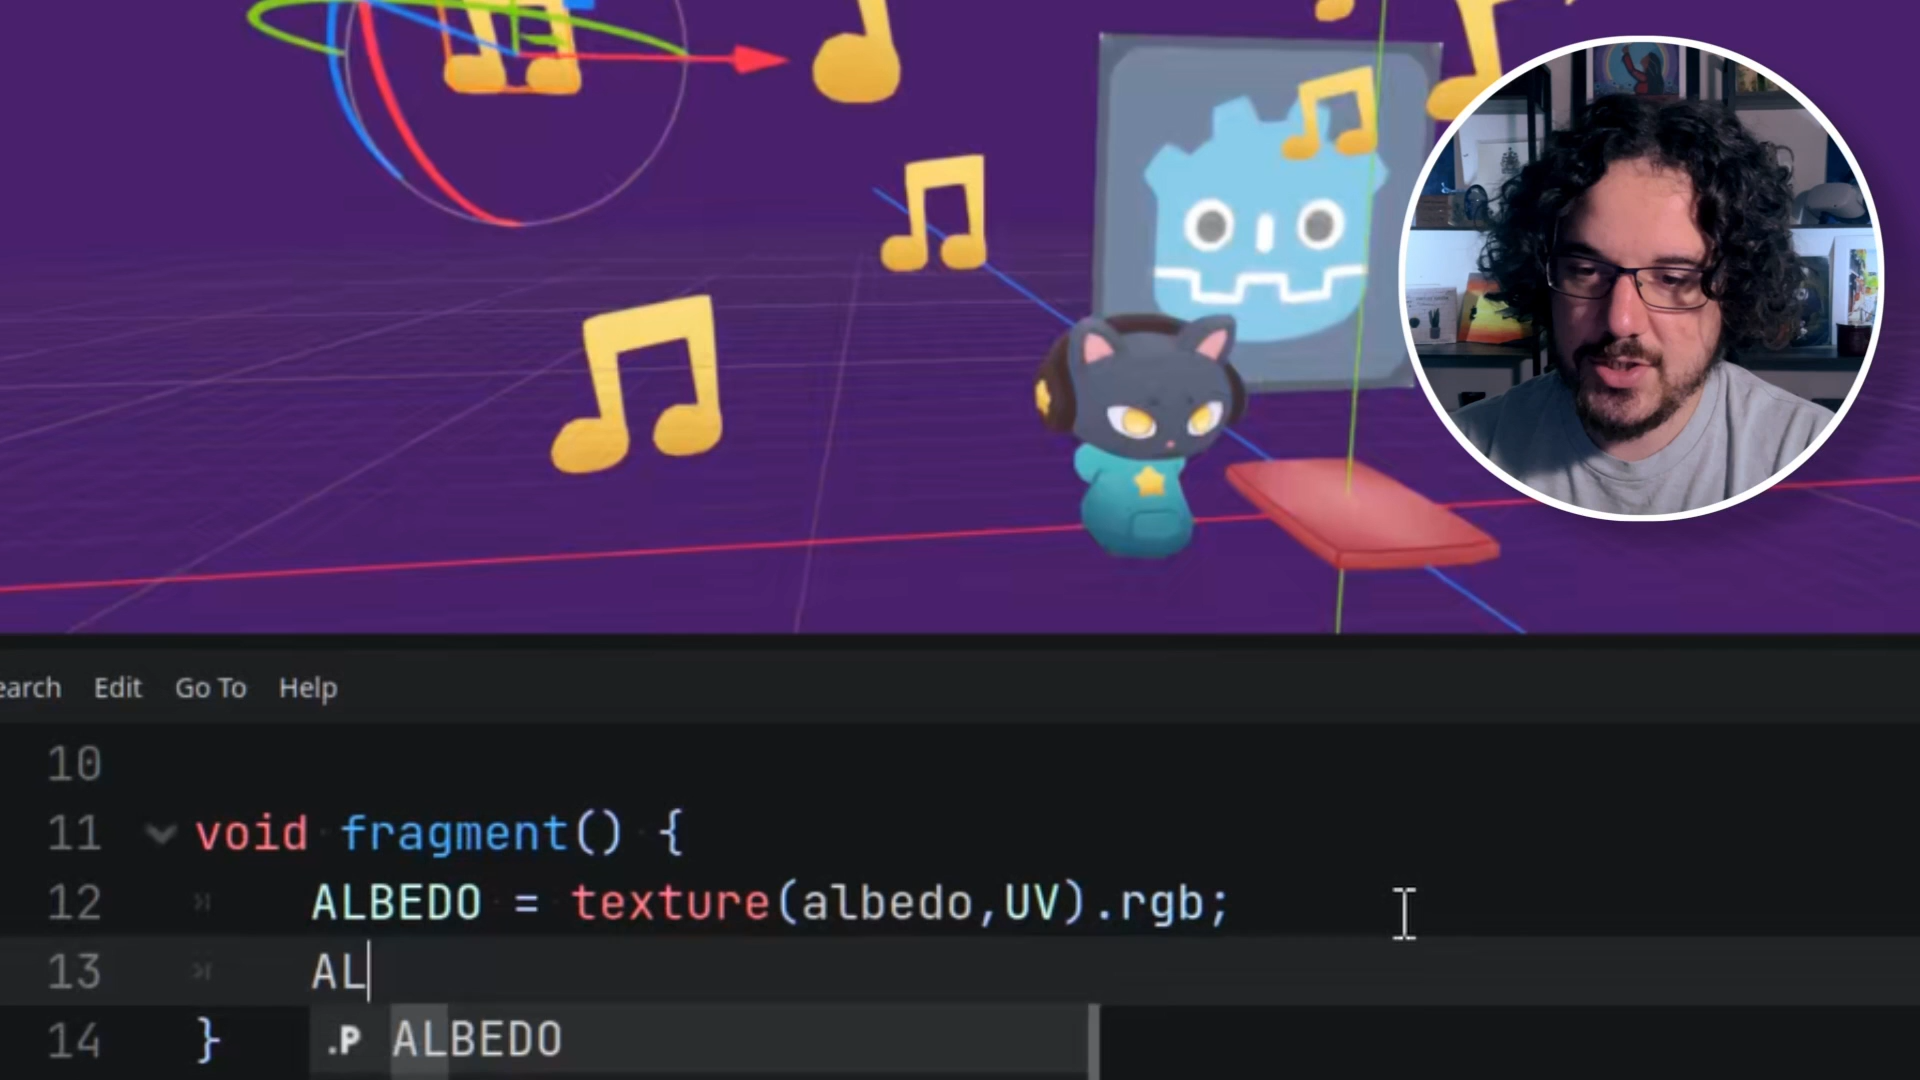 earch Edit Go To Help
10
11 void fragment() {
12 ALBEDO = texture(albedo,UV).rgb;
13 AL
14 }
.P ALBEDO